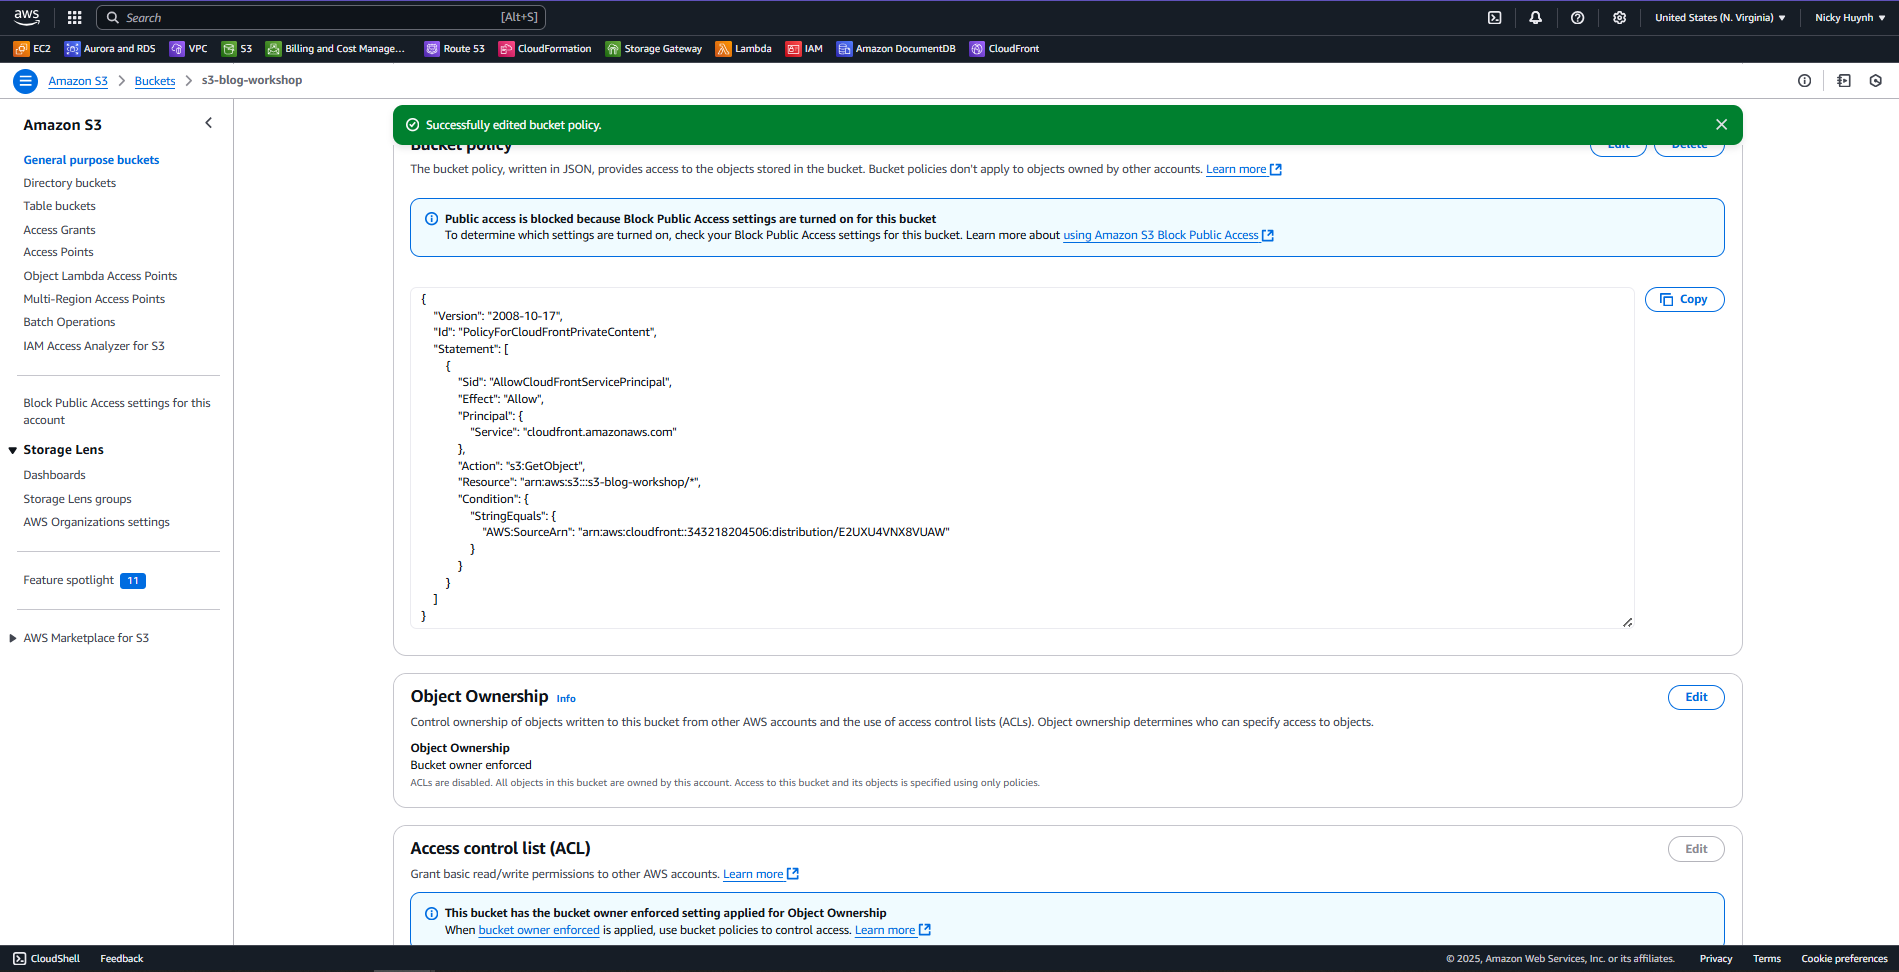 aws
Search [Alt+S]
United States (N. Virginia)
Nicky Huynh
EC2 Aurora and RDS VPC S3 Billing and Cost Manage... Route 53 CloudFormation Storage Gateway Lambda IAM Amazon DocumentDB CloudFront
Amazon S3 Buckets s3-blog-workshop
Amazon S3
General purpose buckets
Directory buckets
Table buckets
Access Grants
Access Points
Object Lambda Access Points
Multi-Region Access Points
Batch Operations
IAM Access Analyzer for S3
Block Public Access settings for this
account
Storage Lens
Dashboards
Storage Lens groups
AWS Organizations settings
Feature spotlight 11
AWS Marketplace for S3
Successfully edited bucket policy.
Bucket policy
Edit Delete
The bucket policy, written in JSON, provides access to the objects stored in the bucket. Bucket policies don't apply to objects owned by other accounts. Learn more
Public access is blocked because Block Public Access settings are turned on for this bucket
To determine which settings are turned on, check your Block Public Access settings for this bucket. Learn more about using Amazon S3 Block Public Access
Copy
{
"Version": "2008-10-17",
"Id": "PolicyForCloudFrontPrivateContent",
"Statement": [
{
"Sid": "AllowCloudFrontServicePrincipal",
"Effect": "Allow",
"Principal": {
"Service": "cloudfront.amazonaws.com"
},
"Action": "s3:GetObject",
"Resource": "arn:aws:s3:::s3-blog-workshop/*",
"Condition": {
"StringEquals": {
"AWS:SourceArn": "arn:aws:cloudfront::343218204506:distribution/E2UXU4VNX8VUAW"
}
}
}
]
}
Object Ownership Info
Edit
Control ownership of objects written to this bucket from other AWS accounts and the use of access control lists (ACLs). Object ownership determines who can specify access to objects.
Object Ownership
Bucket owner enforced
ACLs are disabled. All objects in this bucket are owned by this account. Access to this bucket and its objects is specified using only policies.
Access control list (ACL)
Edit
Grant basic read/write permissions to other AWS accounts. Learn more
This bucket has the bucket owner enforced setting applied for Object Ownership
When bucket owner enforced is applied, use bucket policies to control access. Learn more
CloudShell Feedback
© 2025, Amazon Web Services, Inc. or its affiliates. Privacy Terms Cookie preferences